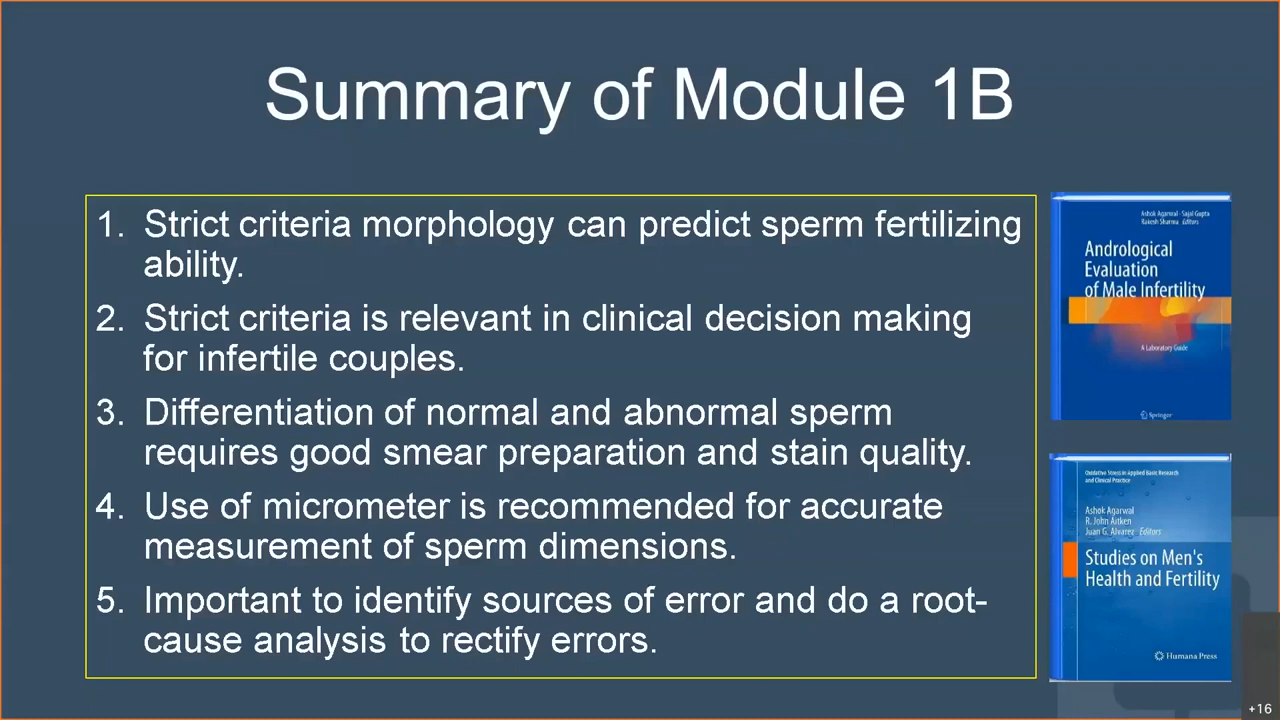 Summary of Module 1B
1. Strict criteria morphology can predict sperm fertilizing
ability.
2. Strict criteria is relevant in clinical decision making
for infertile couples.
3. Differentiation of normal and abnormal sperm
requires good smear preparation and stain quality.
4. Use of micrometer is recommended for accurate
measurement of sperm dimensions.
5. Important to identify sources of error and do a root-
cause analysis to rectify errors.
Ashok Agarwal · Sajal Gupta
Rakesh Sharma Editors
Andrological
Evaluation
of Male Infertility
A Laboratory Guide
Springer
Oxidative Stress in Applied Basic Research
and Clinical Practice
Ashok Agarwal
R. John Aitken
Juan G. Alvarez Editors
Studies on Men's
Health and Fertility
Humana Press
+16